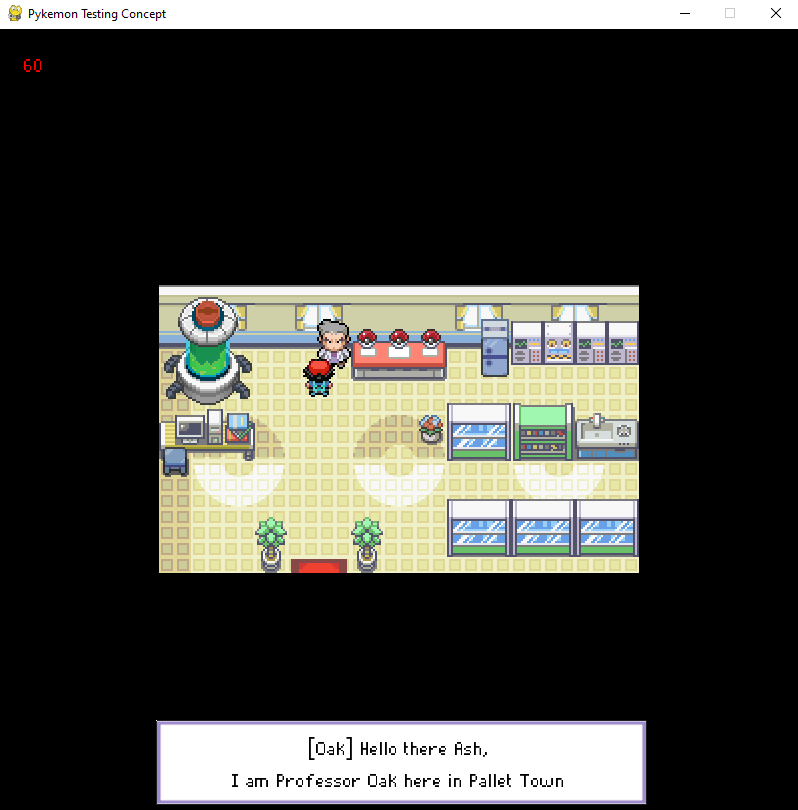 Pykemon Testing Concept
60
[Oak] Hello there Ash,
I am Professor Oak here in Pallet Town